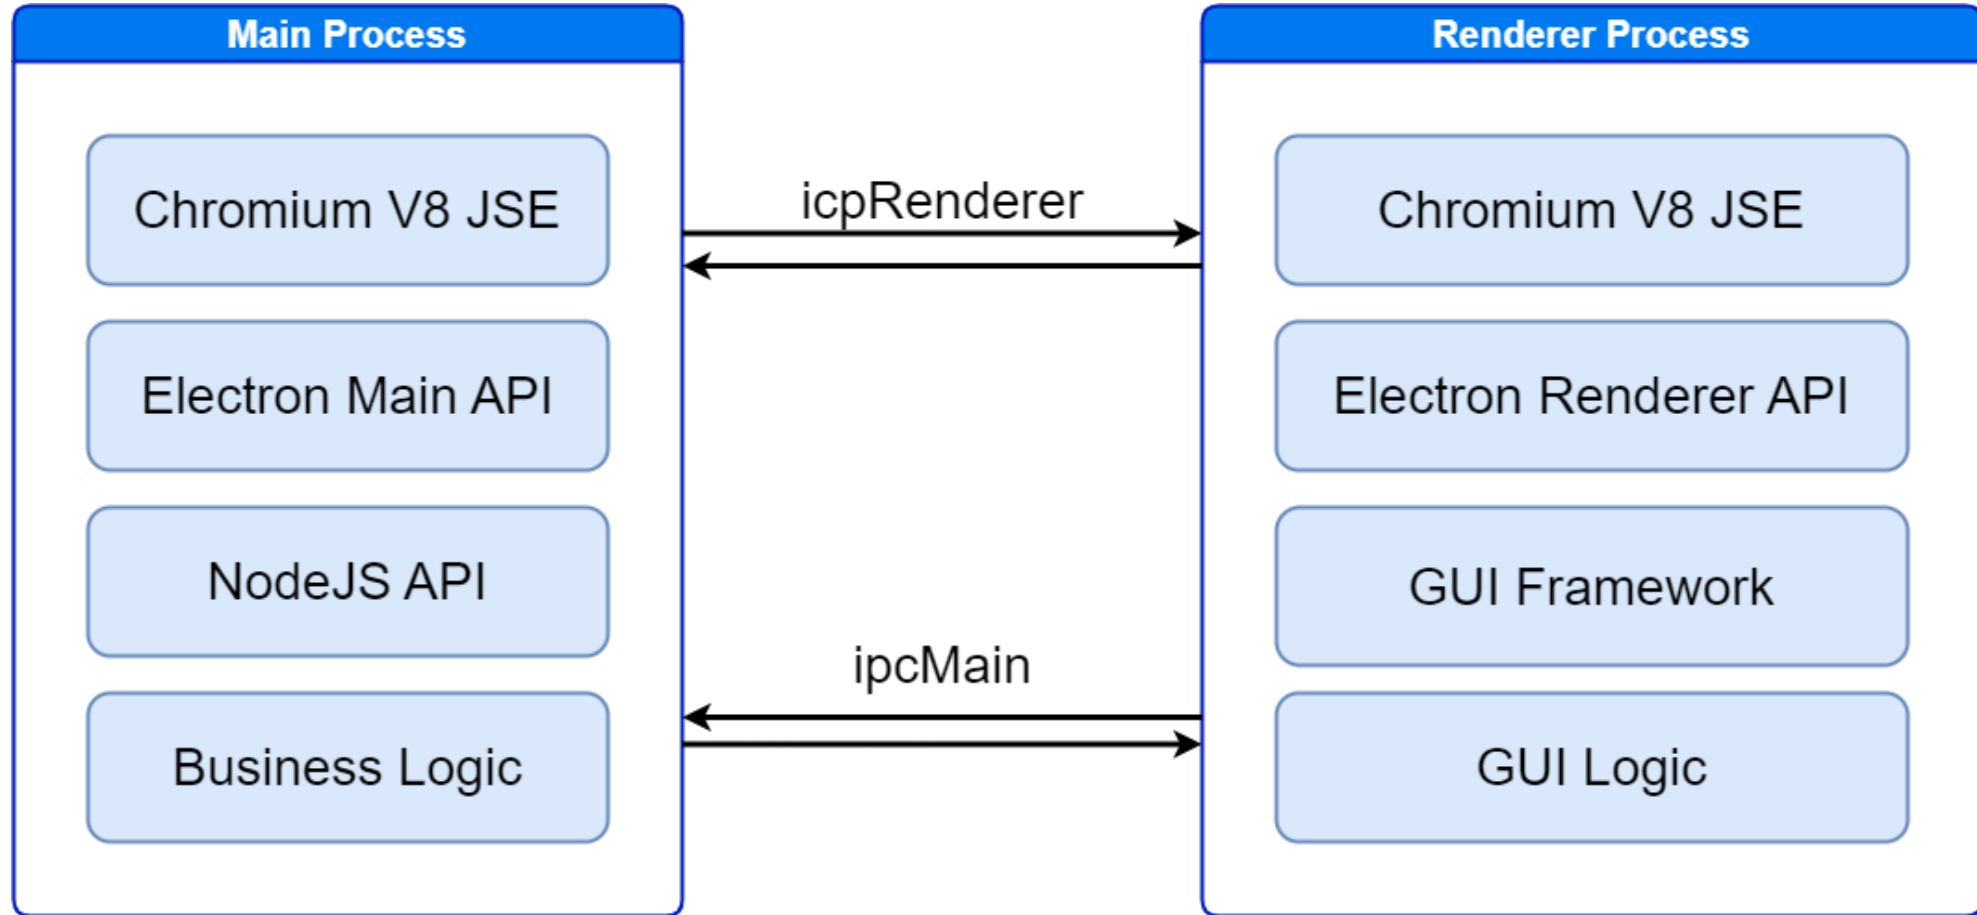 Main Process
Chromium V8 JSE
Electron Main API
NodeJS API
Business Logic
icpRenderer
ipcMain
Renderer Process
Chromium V8 JSE
Electron Renderer API
GUI Framework
GUI Logic